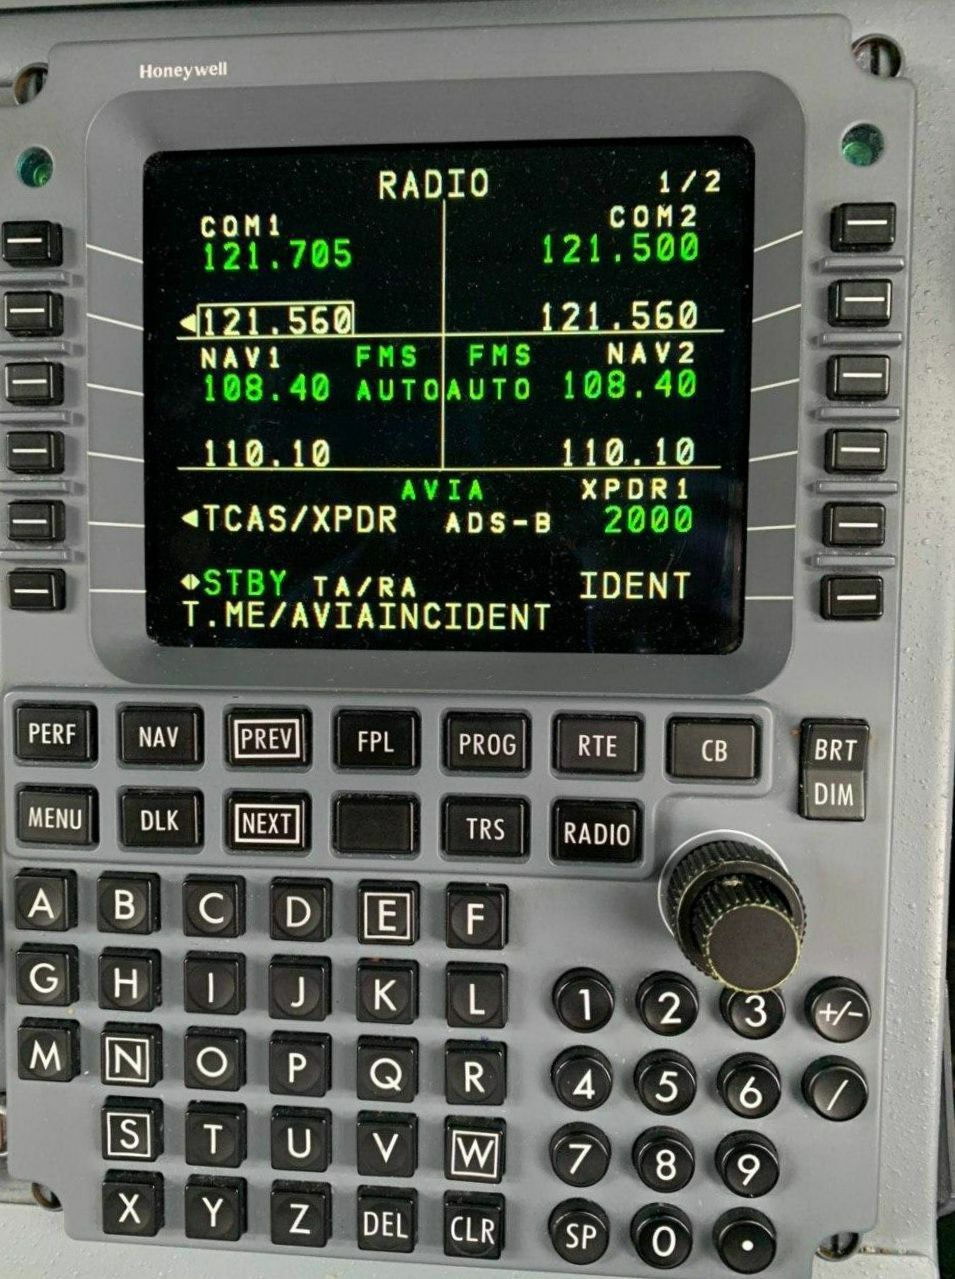 Honeywell
RADIO 1/2
COM1 COM2
121.705 121.500
121.560 121.560
NAV1 FMS FMS NAV2
108.40 AUTO AUTO 108.40
110.10 110.10
AVIA XPDR1
TCAS/XPDR ADS-B 2000
STBY TA/RA IDENT
T.ME/AVIAINCIDENT
PERF NAV PREV FPL PROG RTE CB BRT
MENU DLK NEXT TRS RADIO DIM
A B C D E F
G H I J K L 1 2 3 +/-
M N O P Q R 4 5 6 /
S T U V W 7 8 9
X Y Z DEL CLR SP 0 .